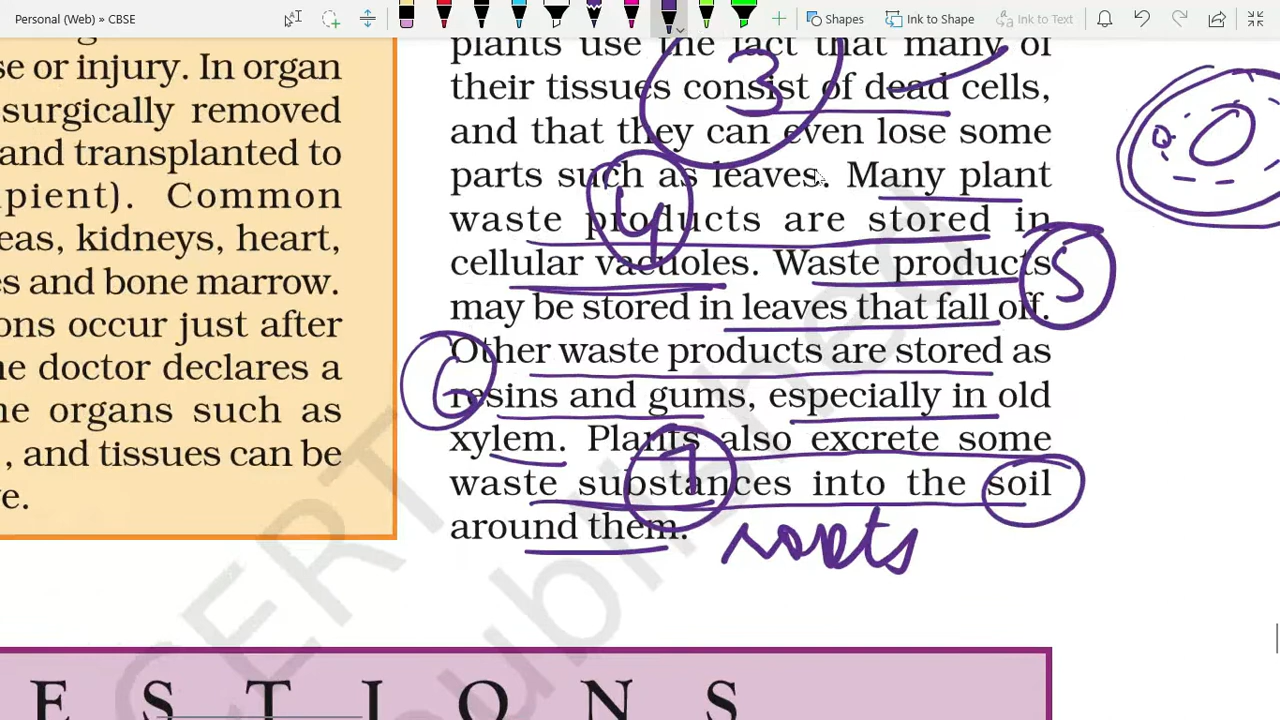 Personal (Web) » CBSE
Shapes
Ink to Shape
Ink to Text
se or injury. In organ
surgically removed
and transplanted to
ipient). Common
eas, kidneys, heart,
es and bone marrow.
ons occur just after
he doctor declares a
he organs such as
, and tissues can be
ve.
plants use the fact that many of
their tissues consist of dead cells,
and that they can even lose some
parts such as leaves. Many plant
waste products are stored in
cellular vacuoles. Waste products
may be stored in leaves that fall off.
Other waste products are stored as
resins and gums, especially in old
xylem. Plants also excrete some
waste substances into the soil
around them.
3
4
5
6
7
roots
E S T I O N S